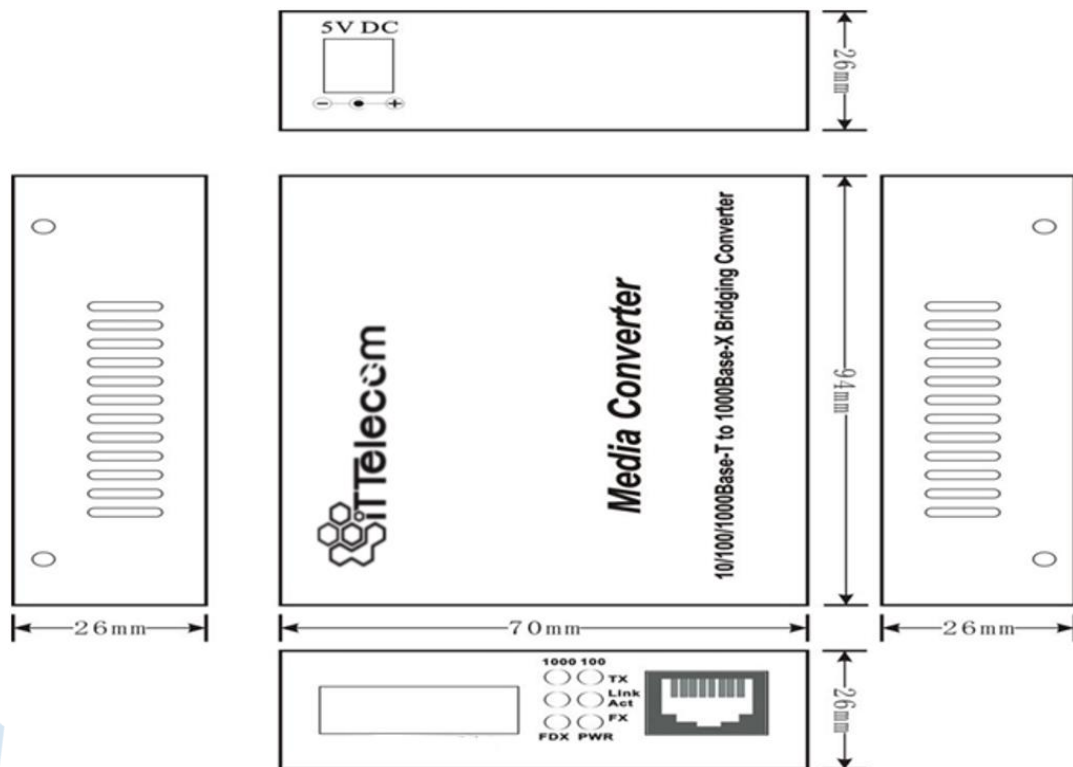 5V DC
26mm
iTTelecom
Media Converter
10/100/1000Base-T to 1000Base-X Bridging Converter
94mm
26mm
70mm
26mm
1000 100
TX
Link
Act
FX
FDX PWR
26mm